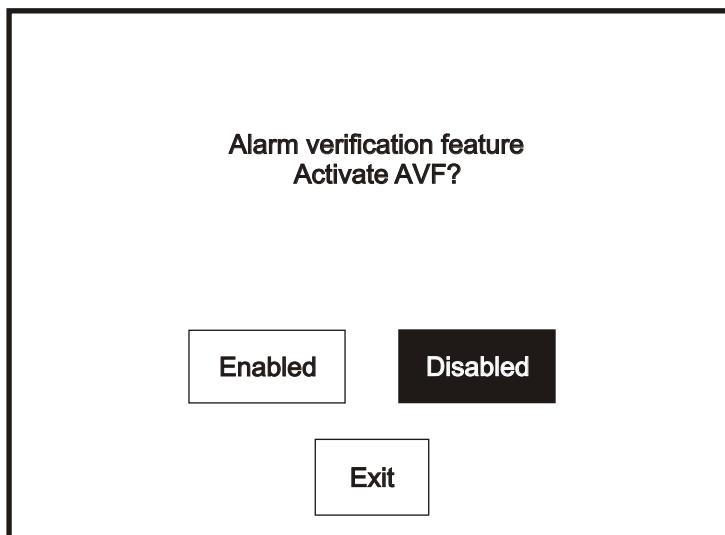 Alarm verification feature
Activate AVF?
Enabled
Disabled
Exit